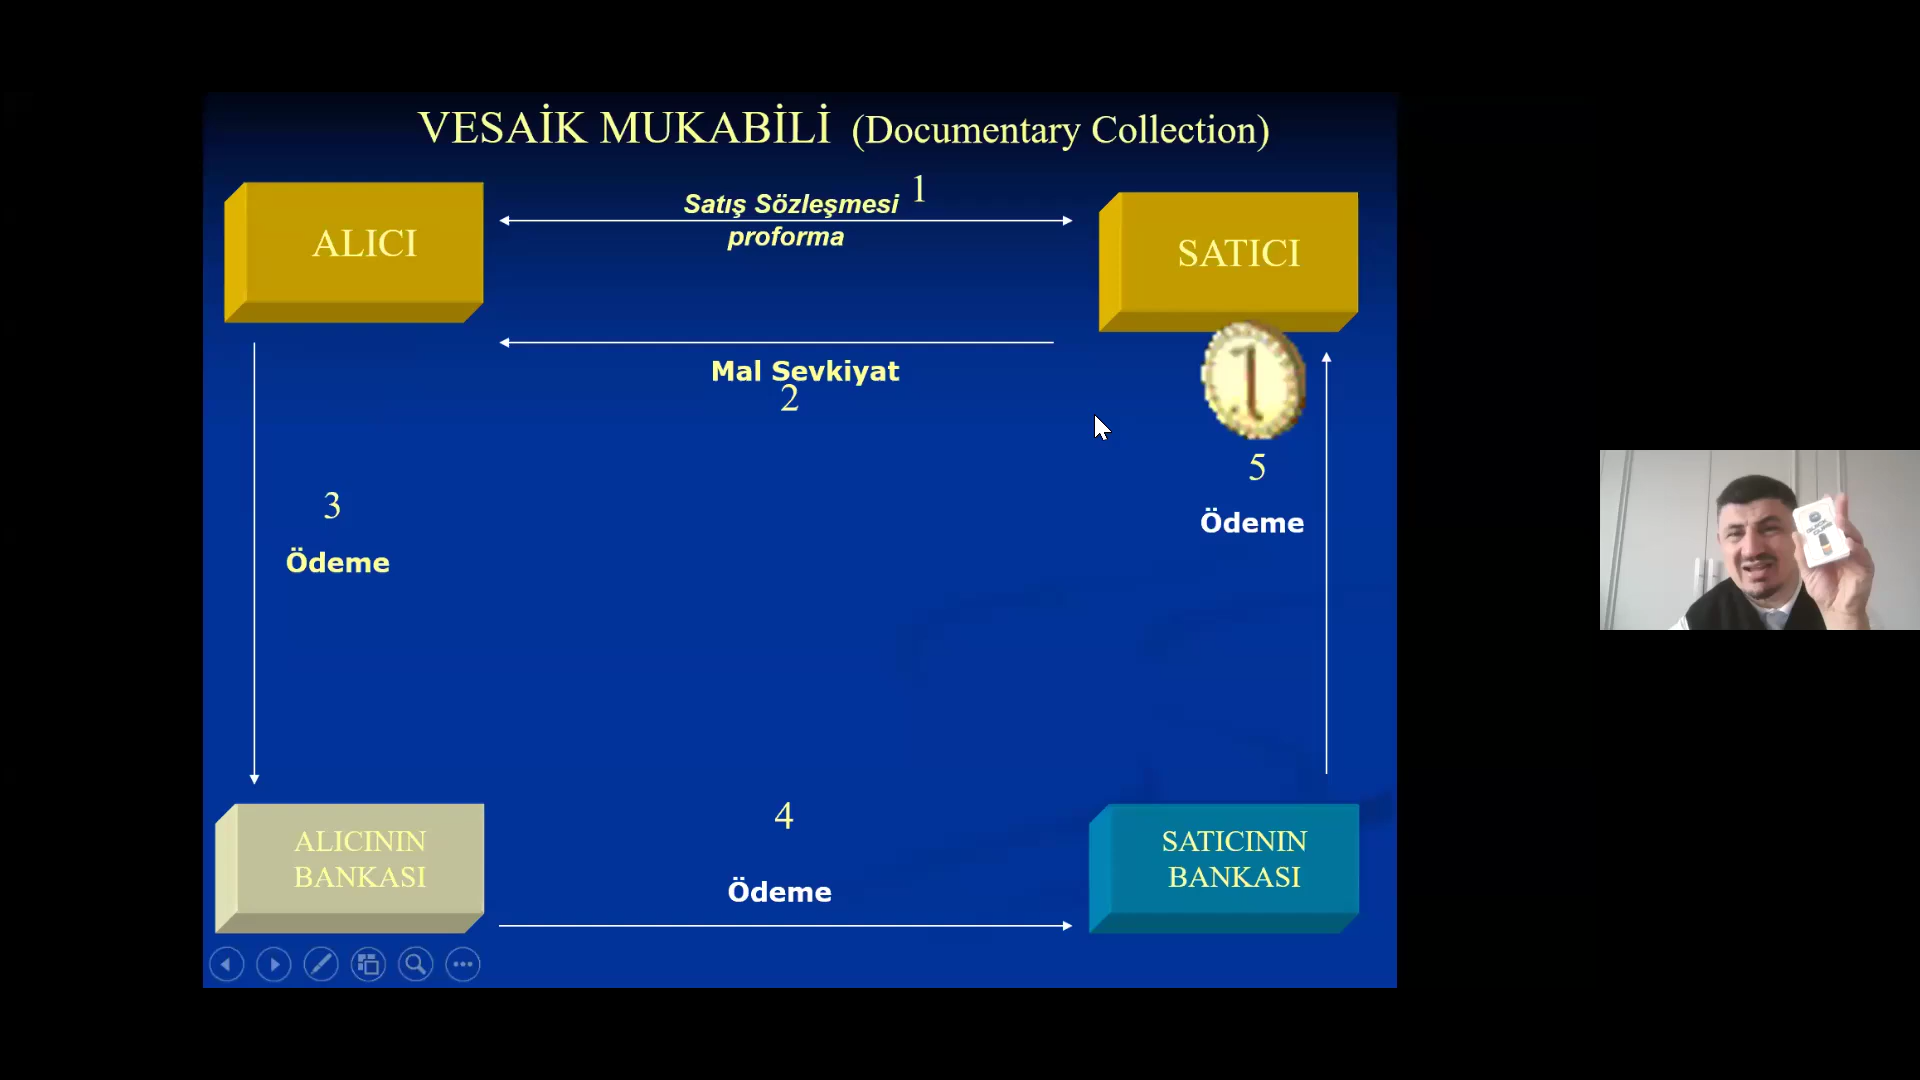 VESAİK MUKABİLİ (Documentary Collection)
ALICI
Satış Sözleşmesi 1
proforma
SATICI
Mal Sevkiyat
2
1
3
Ödeme
5
Ödeme
ALICININ
BANKASI
4
Ödeme
SATICININ
BANKASI